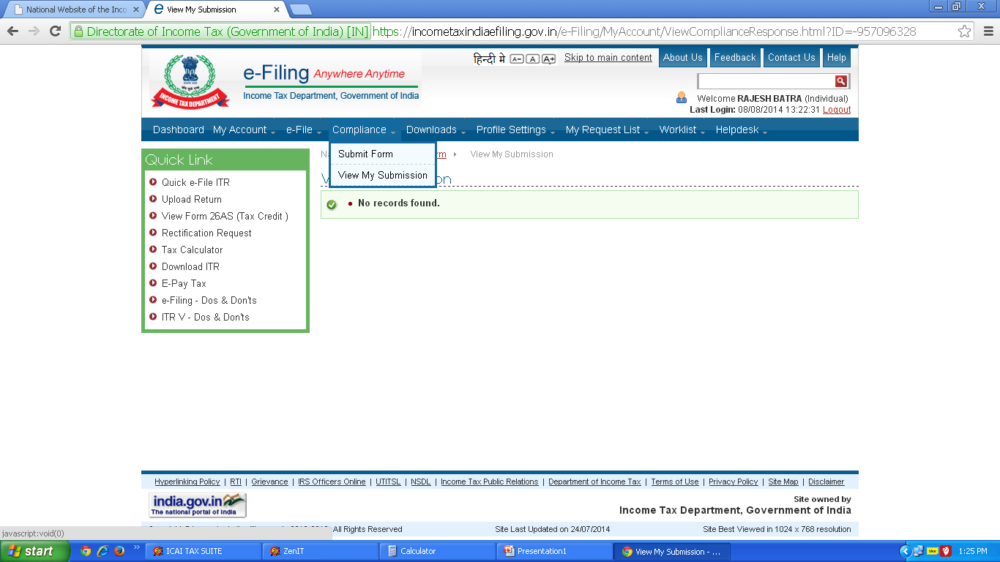 National Website of the Inco
View My Submission
Directorate of Income Tax (Government of India) [IN] https://incometaxindiaefiling.gov.in/e-Filing/MyAccount/ViewComplianceResponse.html?ID=-957096328
INCOME TAX DEPARTMENT
e-Filing Anywhere Anytime
Income Tax Department, Government of India
हिन्दी मे A- A A+ Skip to main content About Us Feedback Contact Us Help
Welcome RAJESH BATRA (Individual)
Last Login: 08/08/2014 13:22:31 Logout
Dashboard My Account e-File Compliance Downloads Profile Settings My Request List Worklist Helpdesk
Submit Form
View My Submission
View My Submission
Quick Link
Quick e-File ITR
Upload Return
View Form 26AS (Tax Credit )
Rectification Request
Tax Calculator
Download ITR
E-Pay Tax
e-Filing - Dos & Don'ts
ITR V - Dos & Don'ts
No records found.
Hyperlinking Policy | RTI | Grievance | IRS Officers Online | UTITSL | NSDL | Income Tax Public Relations | Department of Income Tax | Terms of Use | Privacy Policy | Site Map | Disclaimer
india.gov.in
The national portal of India
Site owned by
Income Tax Department, Government of India
All Rights Reserved Site Last Updated on 24/07/2014 Site Best Viewed in 1024 x 768 resolution
javascript:void(0)
start ICAI TAX SUITE ZenIT Calculator Presentation1 View My Submission - ... 1:25 PM